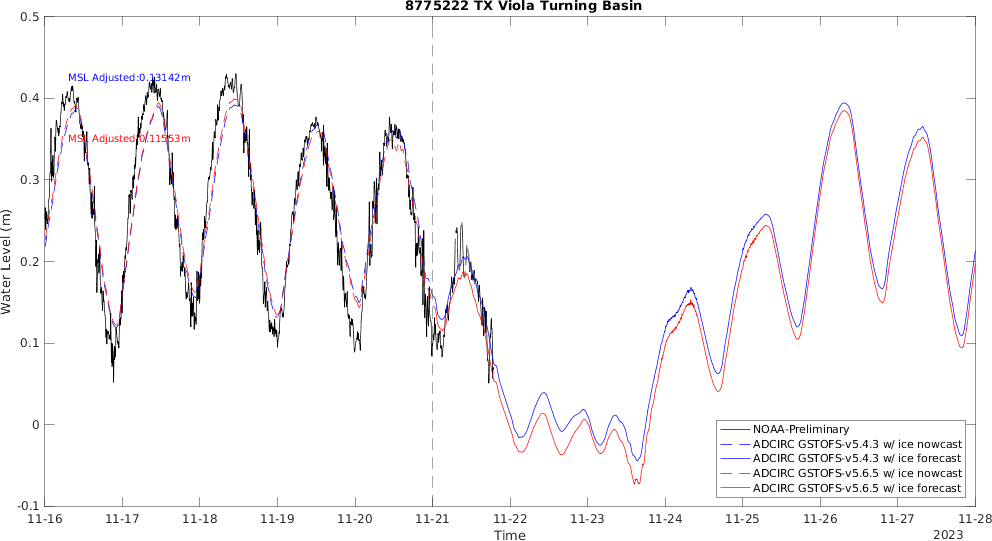 8775222 TX Viola Turning Basin
0.5
0.4
0.3
0.2
0.1
0
-0.1
Water Level (m)
MSL Adjusted:0.13142m
MSL Adjusted:0.11553m
NOAA-Preliminary
ADCIRC GSTOFS-v5.4.3 w/ ice nowcast
ADCIRC GSTOFS-v5.4.3 w/ ice forecast
ADCIRC GSTOFS-v5.6.5 w/ ice nowcast
ADCIRC GSTOFS-v5.6.5 w/ ice forecast
11-16 11-17 11-18 11-19 11-20 11-21 11-22 11-23 11-24 11-25 11-26 11-27 11-28
Time
2023